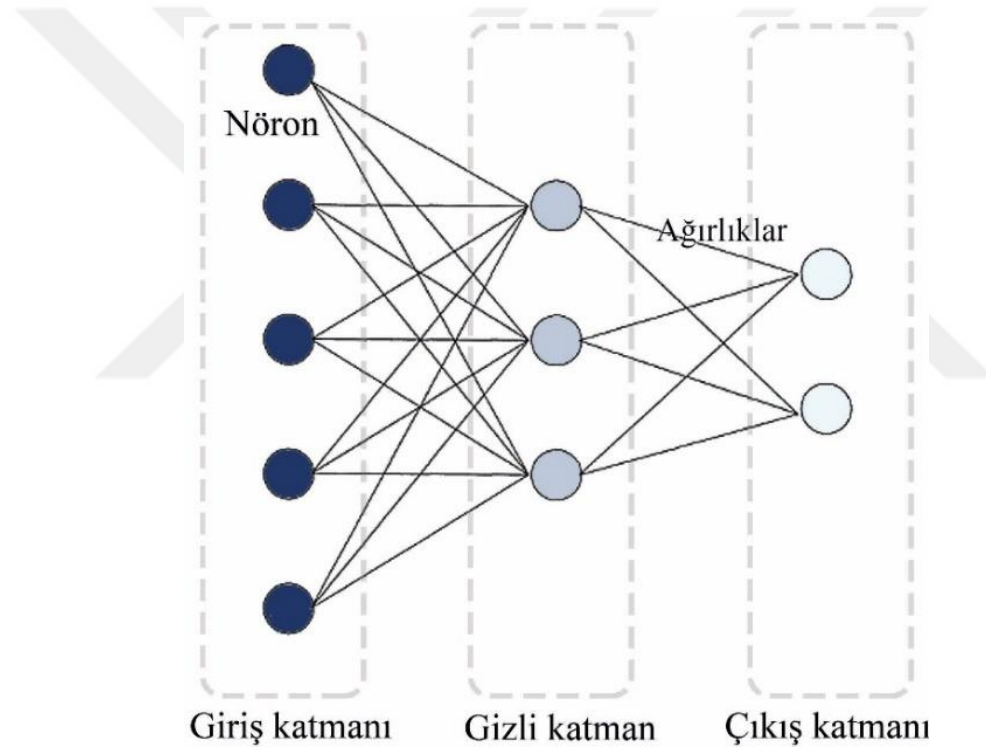 Nöron
Ağırlıklar
Giriş katmanı
Gizli katman
Çıkış katmanı